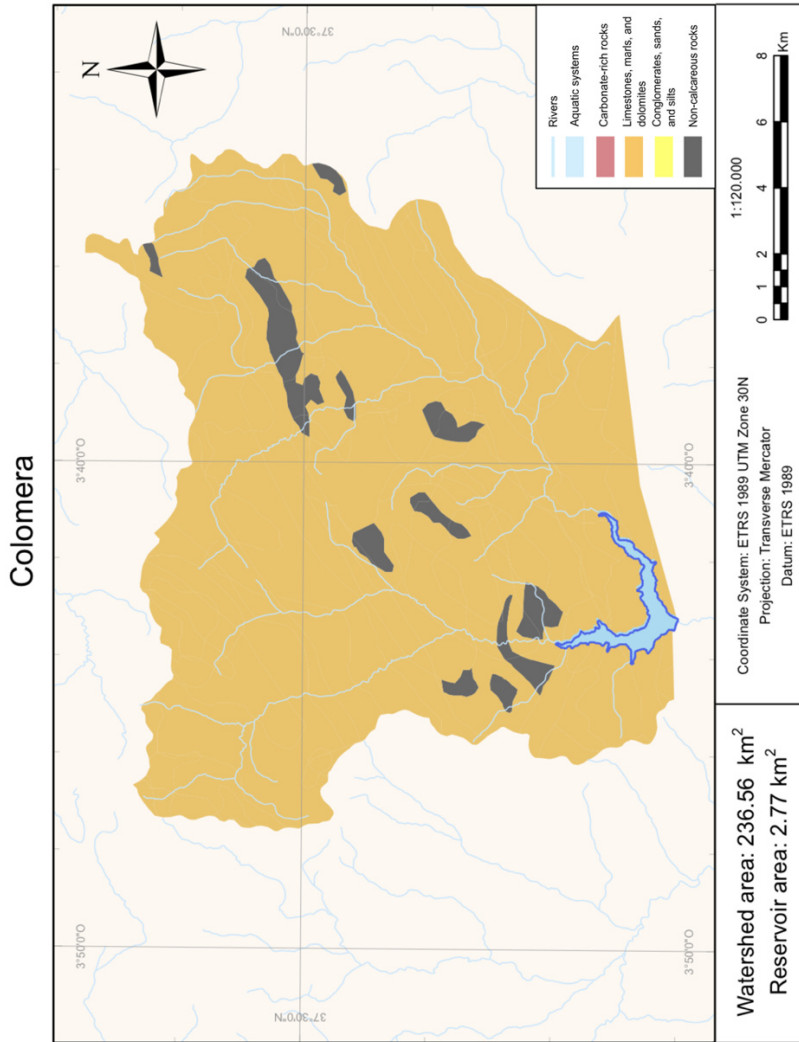 Colomera
N
3°50'0"O
3°40'0"O
37°30'0"N
37°30'0"N
3°50'0"O
3°40'0"O
Rivers
Aquatic systems
Carbonate-rich rocks
Limestones, marls, and
dolomites
Conglomerates, sands,
and silts
Non-calcareous rocks
Watershed area: 236.56 km²
Reservoir area: 2.77 km²
Coordinate System: ETRS 1989 UTM Zone 30N
Projection: Transverse Mercator
Datum: ETRS 1989
1:120.000
0 1 2 4 6 8
Km